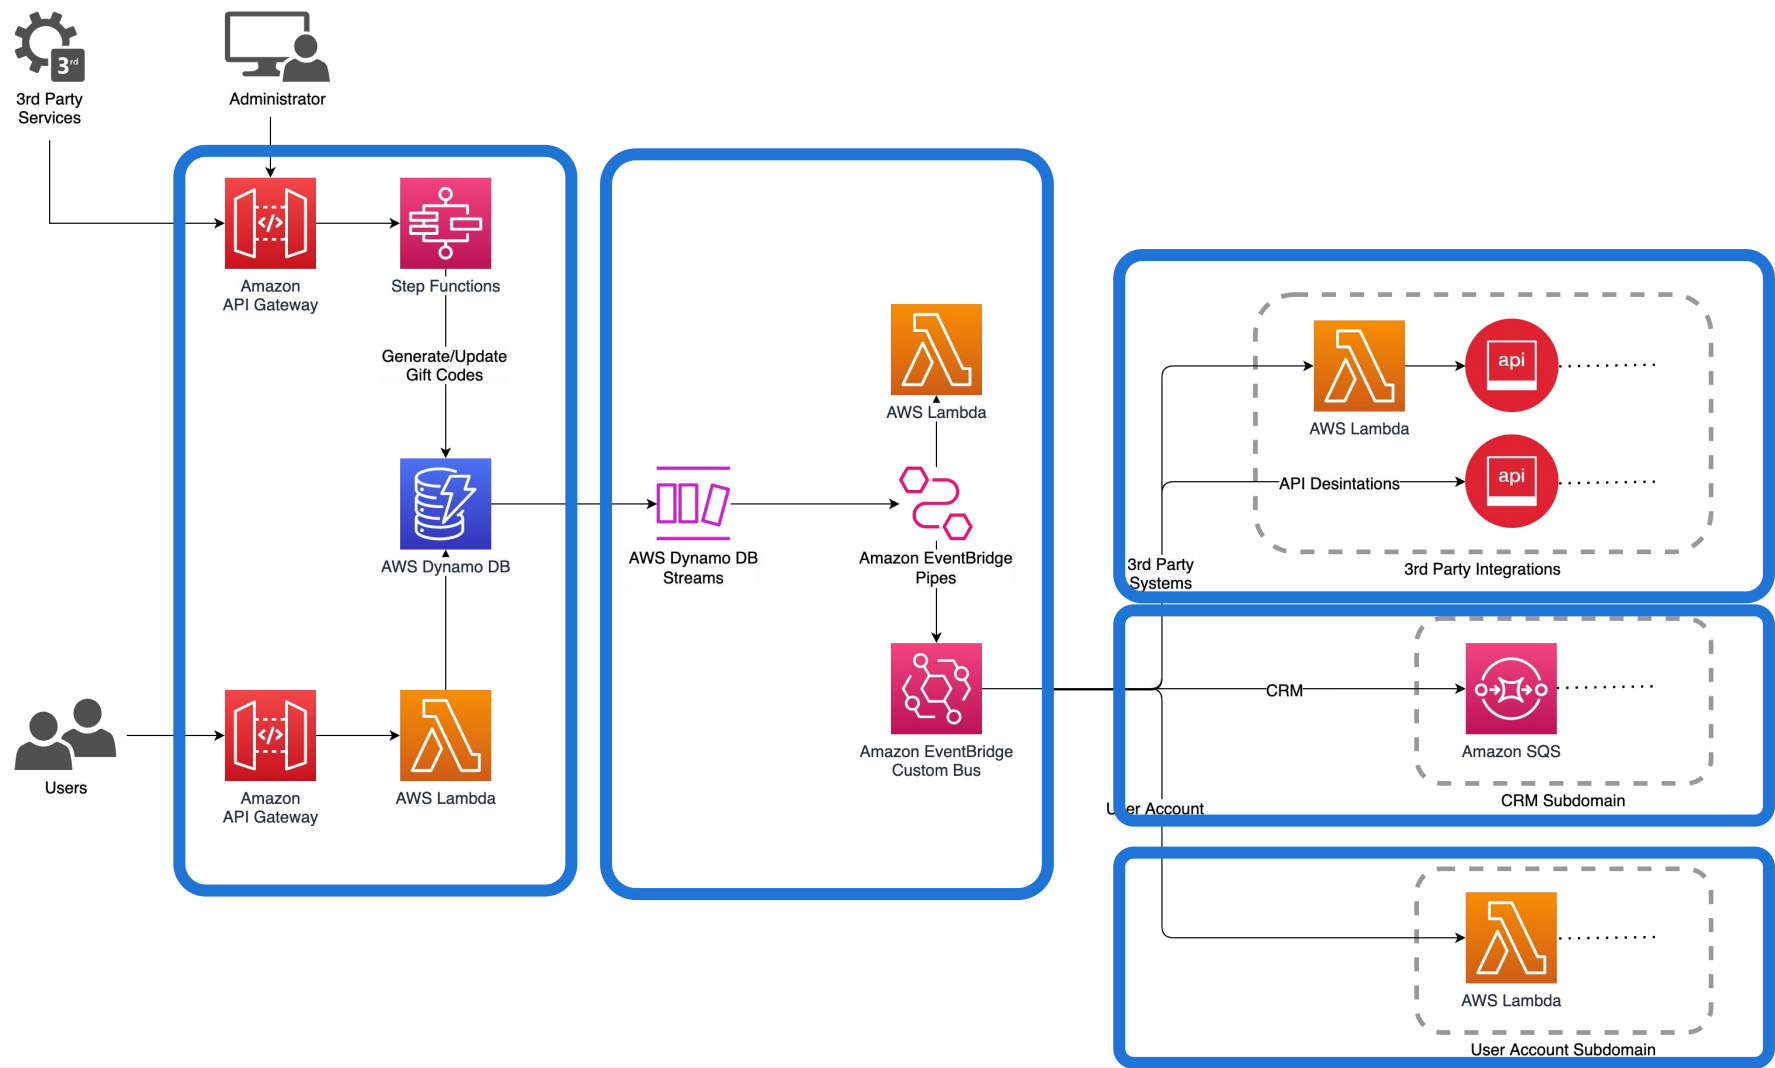 3rd
3rd Party
Services
Administrator
</>
Amazon
API Gateway
Step Functions
Generate/Update
Gift Codes
AWS Dynamo DB
Users
</>
Amazon
API Gateway
AWS Lambda
AWS Dynamo DB
Streams
AWS Lambda
Amazon EventBridge
Pipes
Amazon EventBridge
Custom Bus
3rd Party
Systems
AWS Lambda
api
API Desintations
api
3rd Party Integrations
CRM
Amazon SQS
CRM Subdomain
User Account
AWS Lambda
User Account Subdomain